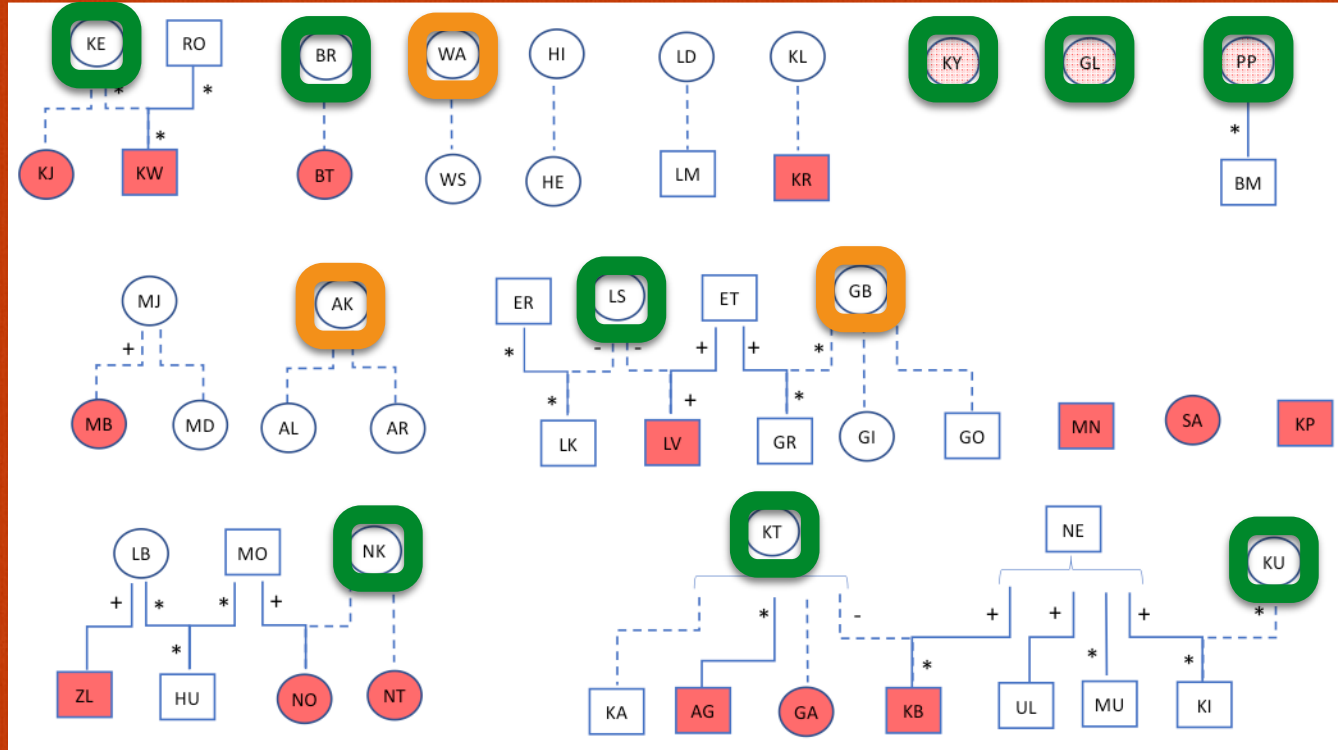 KE RO BR WA HI LD KL KY GL PP
* * * *
KJ KW BT WS HE LM KR BM
MJ AK ER LS ET GB
+ * - - + + *
* + *
MB MD AL AR LK LV GR GI GO MN SA KP
LB MO NK KT NE KU
+ * * + * - + + * + *
* * *
ZL HU NO NT KA AG GA KB UL MU KI